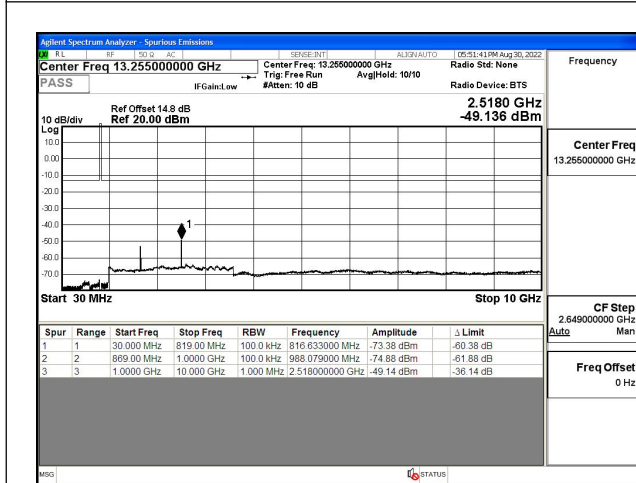 Agilent Spectrum Analyzer - Spurious Emissions
RL RF 50 Ω AC SENSE:INT ALIGN AUTO 05:51:41 PM Aug 30, 2022
Center Freq 13.255000000 GHz
Center Freq: 13.255000000 GHz
Radio Std: None
Trig: Free Run Avg|Hold: 10/10
PASS
IFGain:Low
#Atten: 10 dB
Radio Device: BTS
Ref Offset 14.8 dB
2.5180 GHz
10 dB/div Ref 20.00 dBm
-49.136 dBm
Log
10.0
0.00
-10.0
-20.0
-30.0
-40.0
1
-50.0
-60.0
-70.0
Start 30 MHz Stop 10 GHz
Spur Range Start Freq Stop Freq RBW Frequency Amplitude Δ Limit
1 1 30.000 MHz 819.00 MHz 100.0 kHz 816.633000 MHz -73.38 dBm -60.38 dB
2 2 869.00 MHz 1.0000 GHz 100.0 kHz 988.079000 MHz -74.88 dBm -61.88 dB
3 3 1.0000 GHz 10.000 GHz 1.000 MHz 2.518000000 GHz -49.14 dBm -36.14 dB
MSG STATUS
Frequency
Center Freq
13.255000000 GHz
CF Step
2.649000000 GHz
Auto Man
Freq Offset
0 Hz